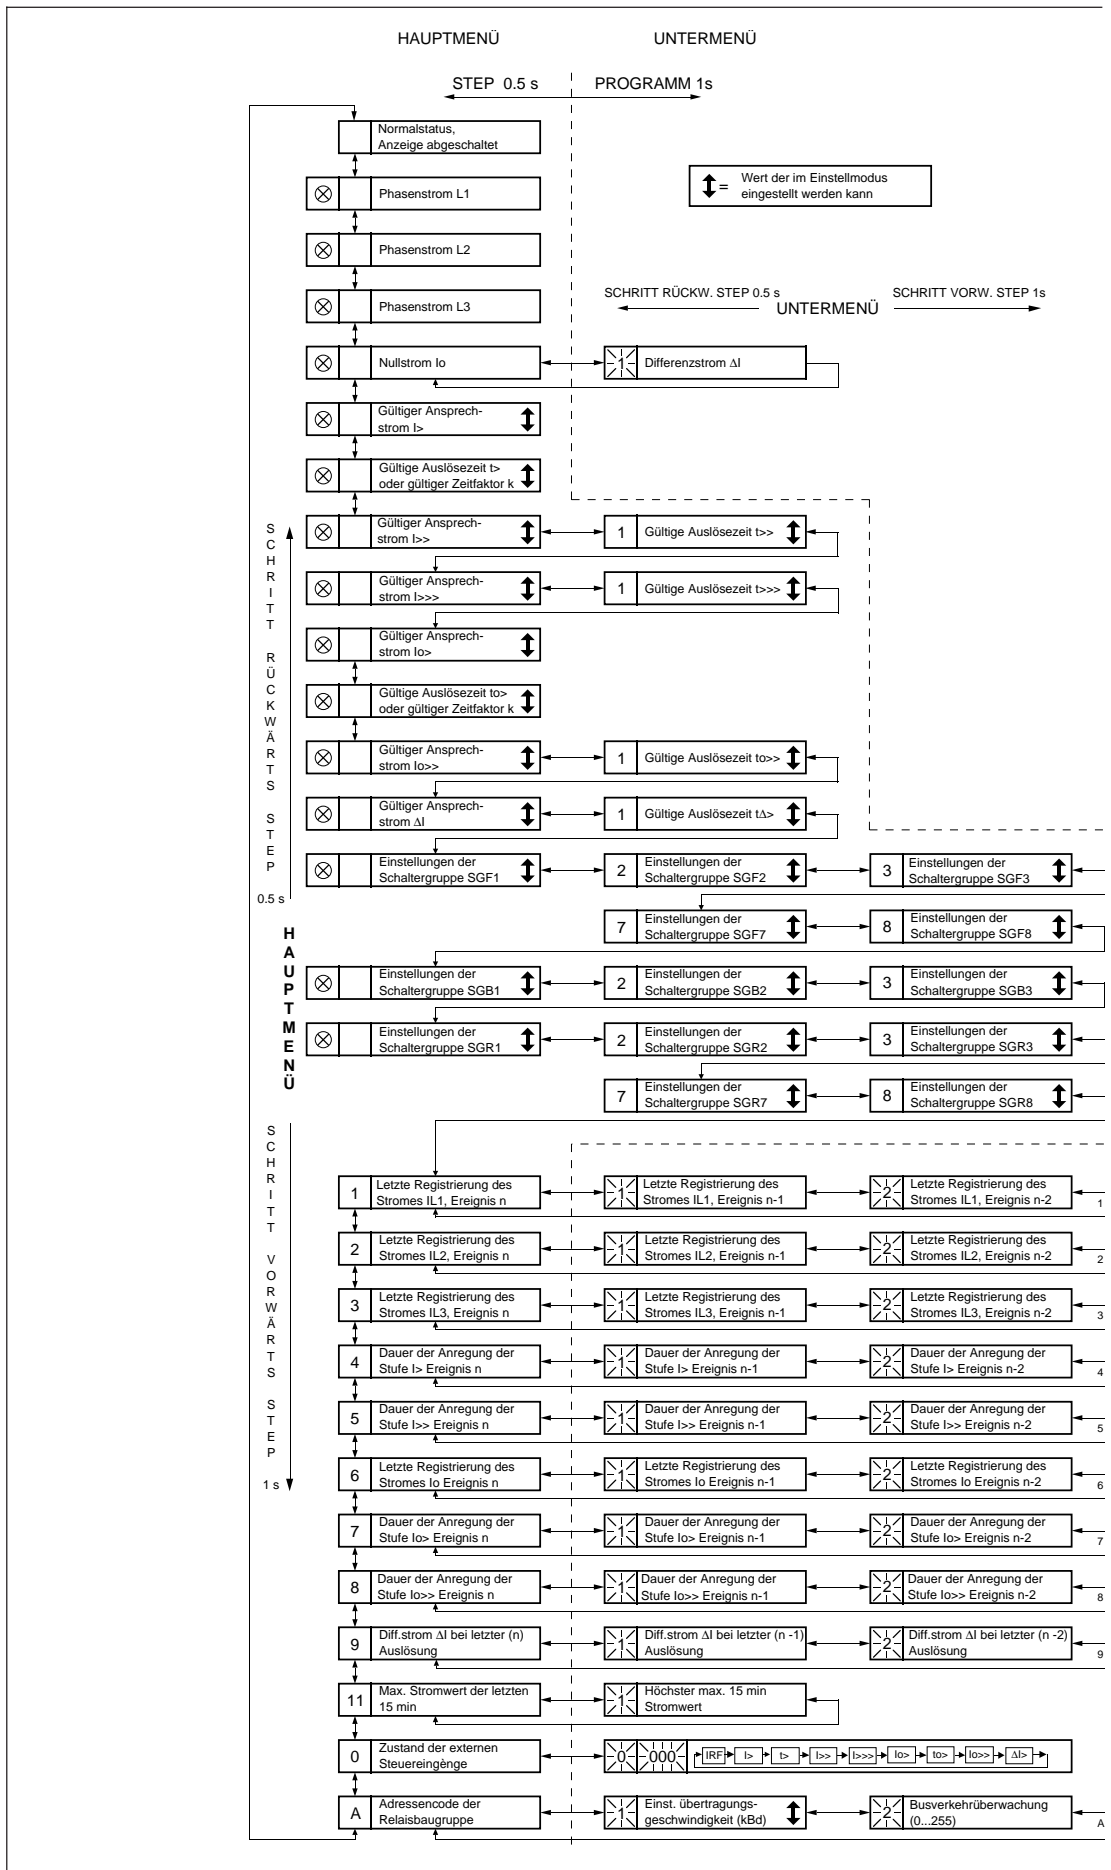 HAUPTMENÜ
UNTERMENÜ
STEP 0.5 s
PROGRAMM 1s
Normalstatus,
Anzeige abgeschaltet
Phasenstrom L1
= Wert der im Einstellmodus
eingestellt werden kann
Phasenstrom L2
Phasenstrom L3
SCHRITT RÜCKW. STEP 0.5 s
SCHRITT VORW. STEP 1s
UNTERMENÜ
Nullstrom Io
1 Differenzstrom ΔI
Gültiger Ansprech-
strom I>
Gültige Auslösezeit t>
oder gültiger Zeitfaktor k
SCHRITT RÜCKWÄRTS STEP
0.5 s
Gültiger Ansprech-
strom I>>
1 Gültige Auslösezeit t>>
Gültiger Ansprech-
strom I>>>
1 Gültige Auslösezeit t>>>
Gültiger Ansprech-
strom Io>
Gültige Auslösezeit to>
oder gültiger Zeitfaktor k
Gültiger Ansprech-
strom Io>>
1 Gültige Auslösezeit to>>
Gültiger Ansprech-
strom ΔI
1 Gültige Auslösezeit tΔ>
Einstellungen der
Schaltergruppe SGF1
2 Einstellungen der
Schaltergruppe SGF2
3 Einstellungen der
Schaltergruppe SGF3
HAUPTMENÜ
7 Einstellungen der
Schaltergruppe SGF7
8 Einstellungen der
Schaltergruppe SGF8
Einstellungen der
Schaltergruppe SGB1
2 Einstellungen der
Schaltergruppe SGB2
3 Einstellungen der
Schaltergruppe SGB3
Einstellungen der
Schaltergruppe SGR1
2 Einstellungen der
Schaltergruppe SGR2
3 Einstellungen der
Schaltergruppe SGR3
7 Einstellungen der
Schaltergruppe SGR7
8 Einstellungen der
Schaltergruppe SGR8
SCHRITT VORWÄRTS STEP
1 s
1 Letzte Registrierung des
Stromes IL1, Ereignis n
1 Letzte Registrierung des
Stromes IL1, Ereignis n-1
2 Letzte Registrierung des
Stromes IL1, Ereignis n-2
1
2 Letzte Registrierung des
Stromes IL2, Ereignis n
1 Letzte Registrierung des
Stromes IL2, Ereignis n-1
2 Letzte Registrierung des
Stromes IL2, Ereignis n-2
2
3 Letzte Registrierung des
Stromes IL3, Ereignis n
1 Letzte Registrierung des
Stromes IL3, Ereignis n-1
2 Letzte Registrierung des
Stromes IL3, Ereignis n-2
3
4 Dauer der Anregung der
Stufe I> Ereignis n
1 Dauer der Anregung der
Stufe I> Ereignis n-1
2 Dauer der Anregung der
Stufe I> Ereignis n-2
4
5 Dauer der Anregung der
Stufe I>> Ereignis n
1 Dauer der Anregung der
Stufe I>> Ereignis n-1
2 Dauer der Anregung der
Stufe I>> Ereignis n-2
5
6 Letzte Registrierung des
Stromes Io Ereignis n
1 Letzte Registrierung des
Stromes Io Ereignis n-1
2 Letzte Registrierung des
Stromes Io Ereignis n-2
6
7 Dauer der Anregung der
Stufe Io> Ereignis n
1 Dauer der Anregung der
Stufe Io> Ereignis n-1
2 Dauer der Anregung der
Stufe Io> Ereignis n-2
7
8 Dauer der Anregung der
Stufe Io>> Ereignis n
1 Dauer der Anregung der
Stufe Io>> Ereignis n-1
2 Dauer der Anregung der
Stufe Io>> Ereignis n-2
8
9 Diff.strom ΔI bei letzter (n)
Auslösung
1 Diff.strom ΔI bei letzter (n -1)
Auslösung
2 Diff.strom ΔI bei letzter (n -2)
Auslösung
9
11 Max. Stromwert der letzten
15 min
1 Höchster max. 15 min
Stromwert
0 Zustand der externen
Steuereingènge
0 000 IRF I> t> I>> I>>> Io> to> Io>> ΔI>
A Adressencode der
Relaisbaugruppe
1 Einst. übertragungs-
geschwindigkeit (kBd)
2 Busverkehrüberwachung
(0...255)
A